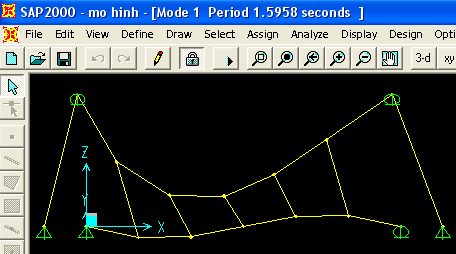 SAP2000 - mo hinh - [Mode 1 Period 1.5958 seconds ]
File Edit View Define Draw Select Assign Analyze Display Design Option
3-d xy
Z
Y
X